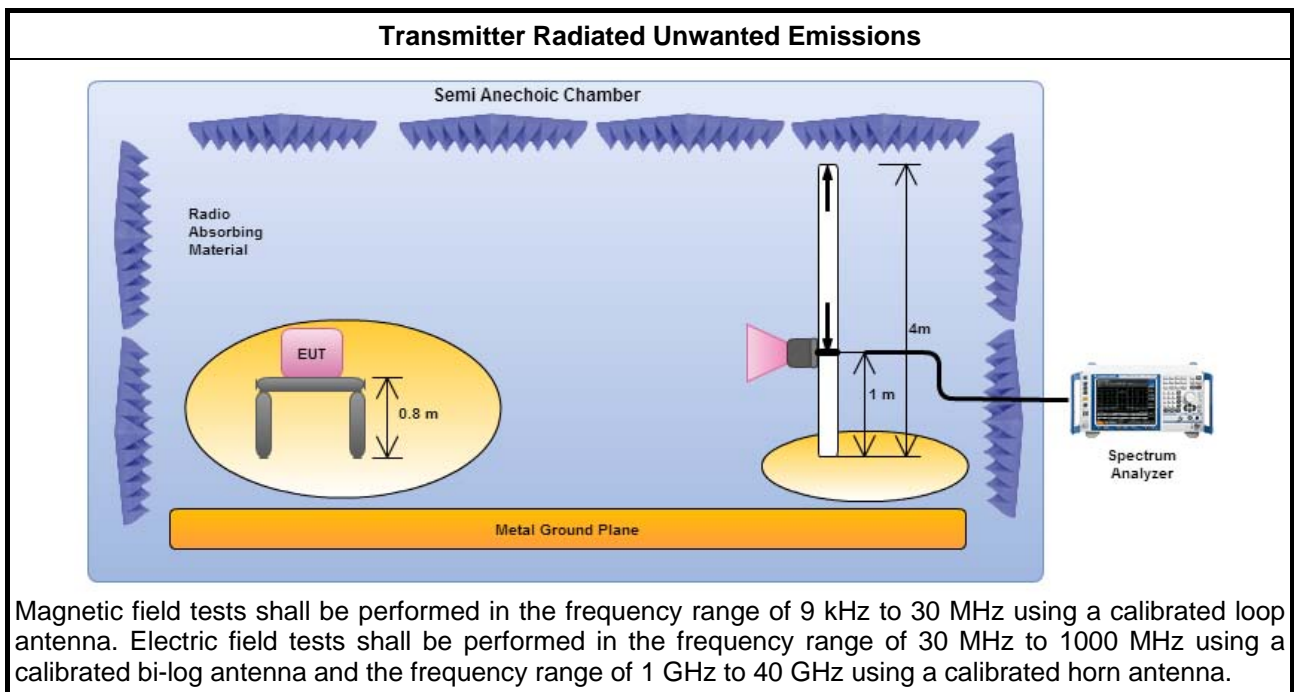 Transmitter Radiated Unwanted Emissions
Semi Anechoic Chamber
Radio
Absorbing
Material
EUT
0.8 m
4m
1 m
Spectrum
Analyzer
Metal Ground Plane
Magnetic field tests shall be performed in the frequency range of 9 kHz to 30 MHz using a calibrated loop
antenna. Electric field tests shall be performed in the frequency range of 30 MHz to 1000 MHz using a
calibrated bi-log antenna and the frequency range of 1 GHz to 40 GHz using a calibrated horn antenna.